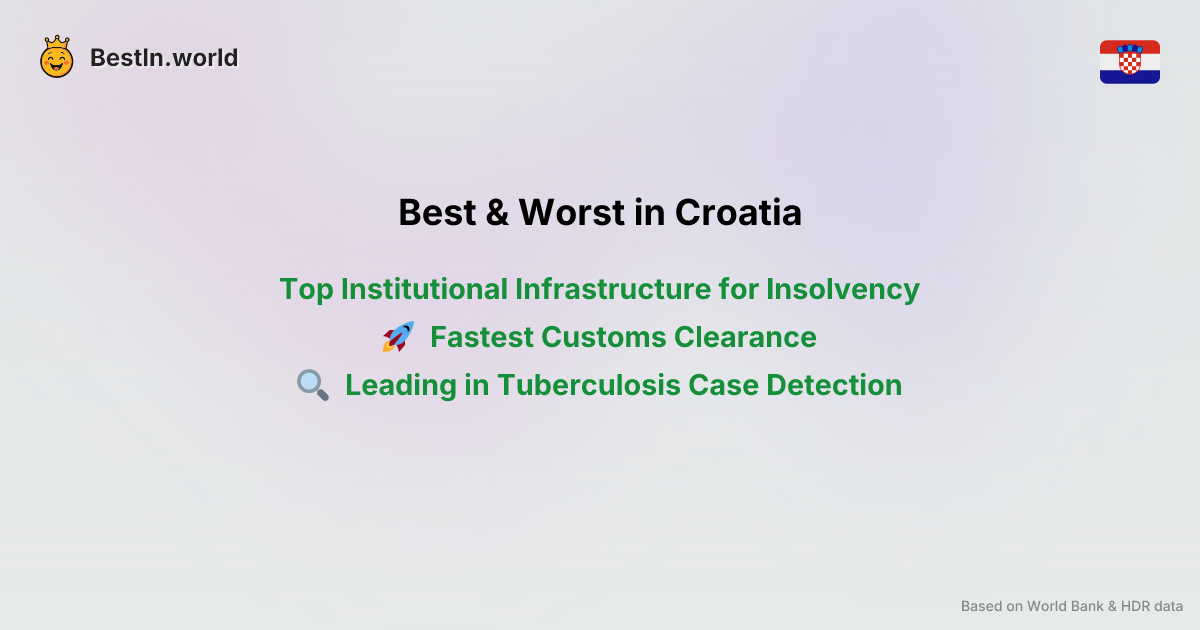 BestIn.world
Best & Worst in Croatia
Top Institutional Infrastructure for Insolvency
🚀 Fastest Customs Clearance
🔍 Leading in Tuberculosis Case Detection
Based on World Bank & HDR data